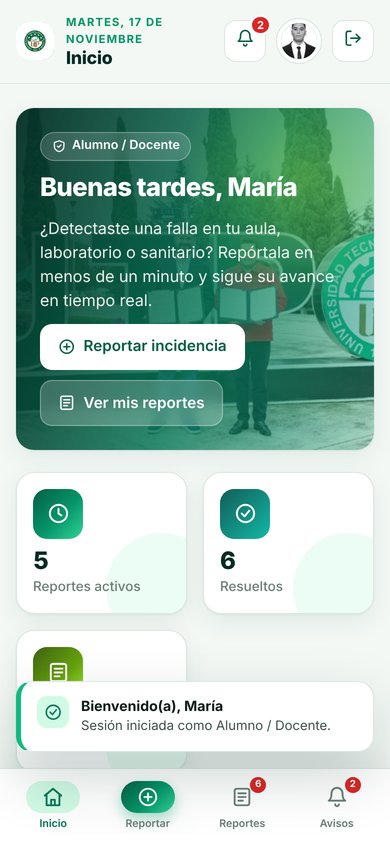 MARTES, 17 DE
NOVIEMBRE
Inicio
2
Alumno / Docente
Buenas tardes, María
¿Detectaste una falla en tu aula,
laboratorio o sanitario? Repórtala en
menos de un minuto y sigue su avance
en tiempo real.
Reportar incidencia
Ver mis reportes
UNIVERSIDAD TEC
5
Reportes activos
6
Resueltos
Bienvenido(a), María
Sesión iniciada como Alumno / Docente.
6
2
Inicio
Reportar
Reportes
Avisos